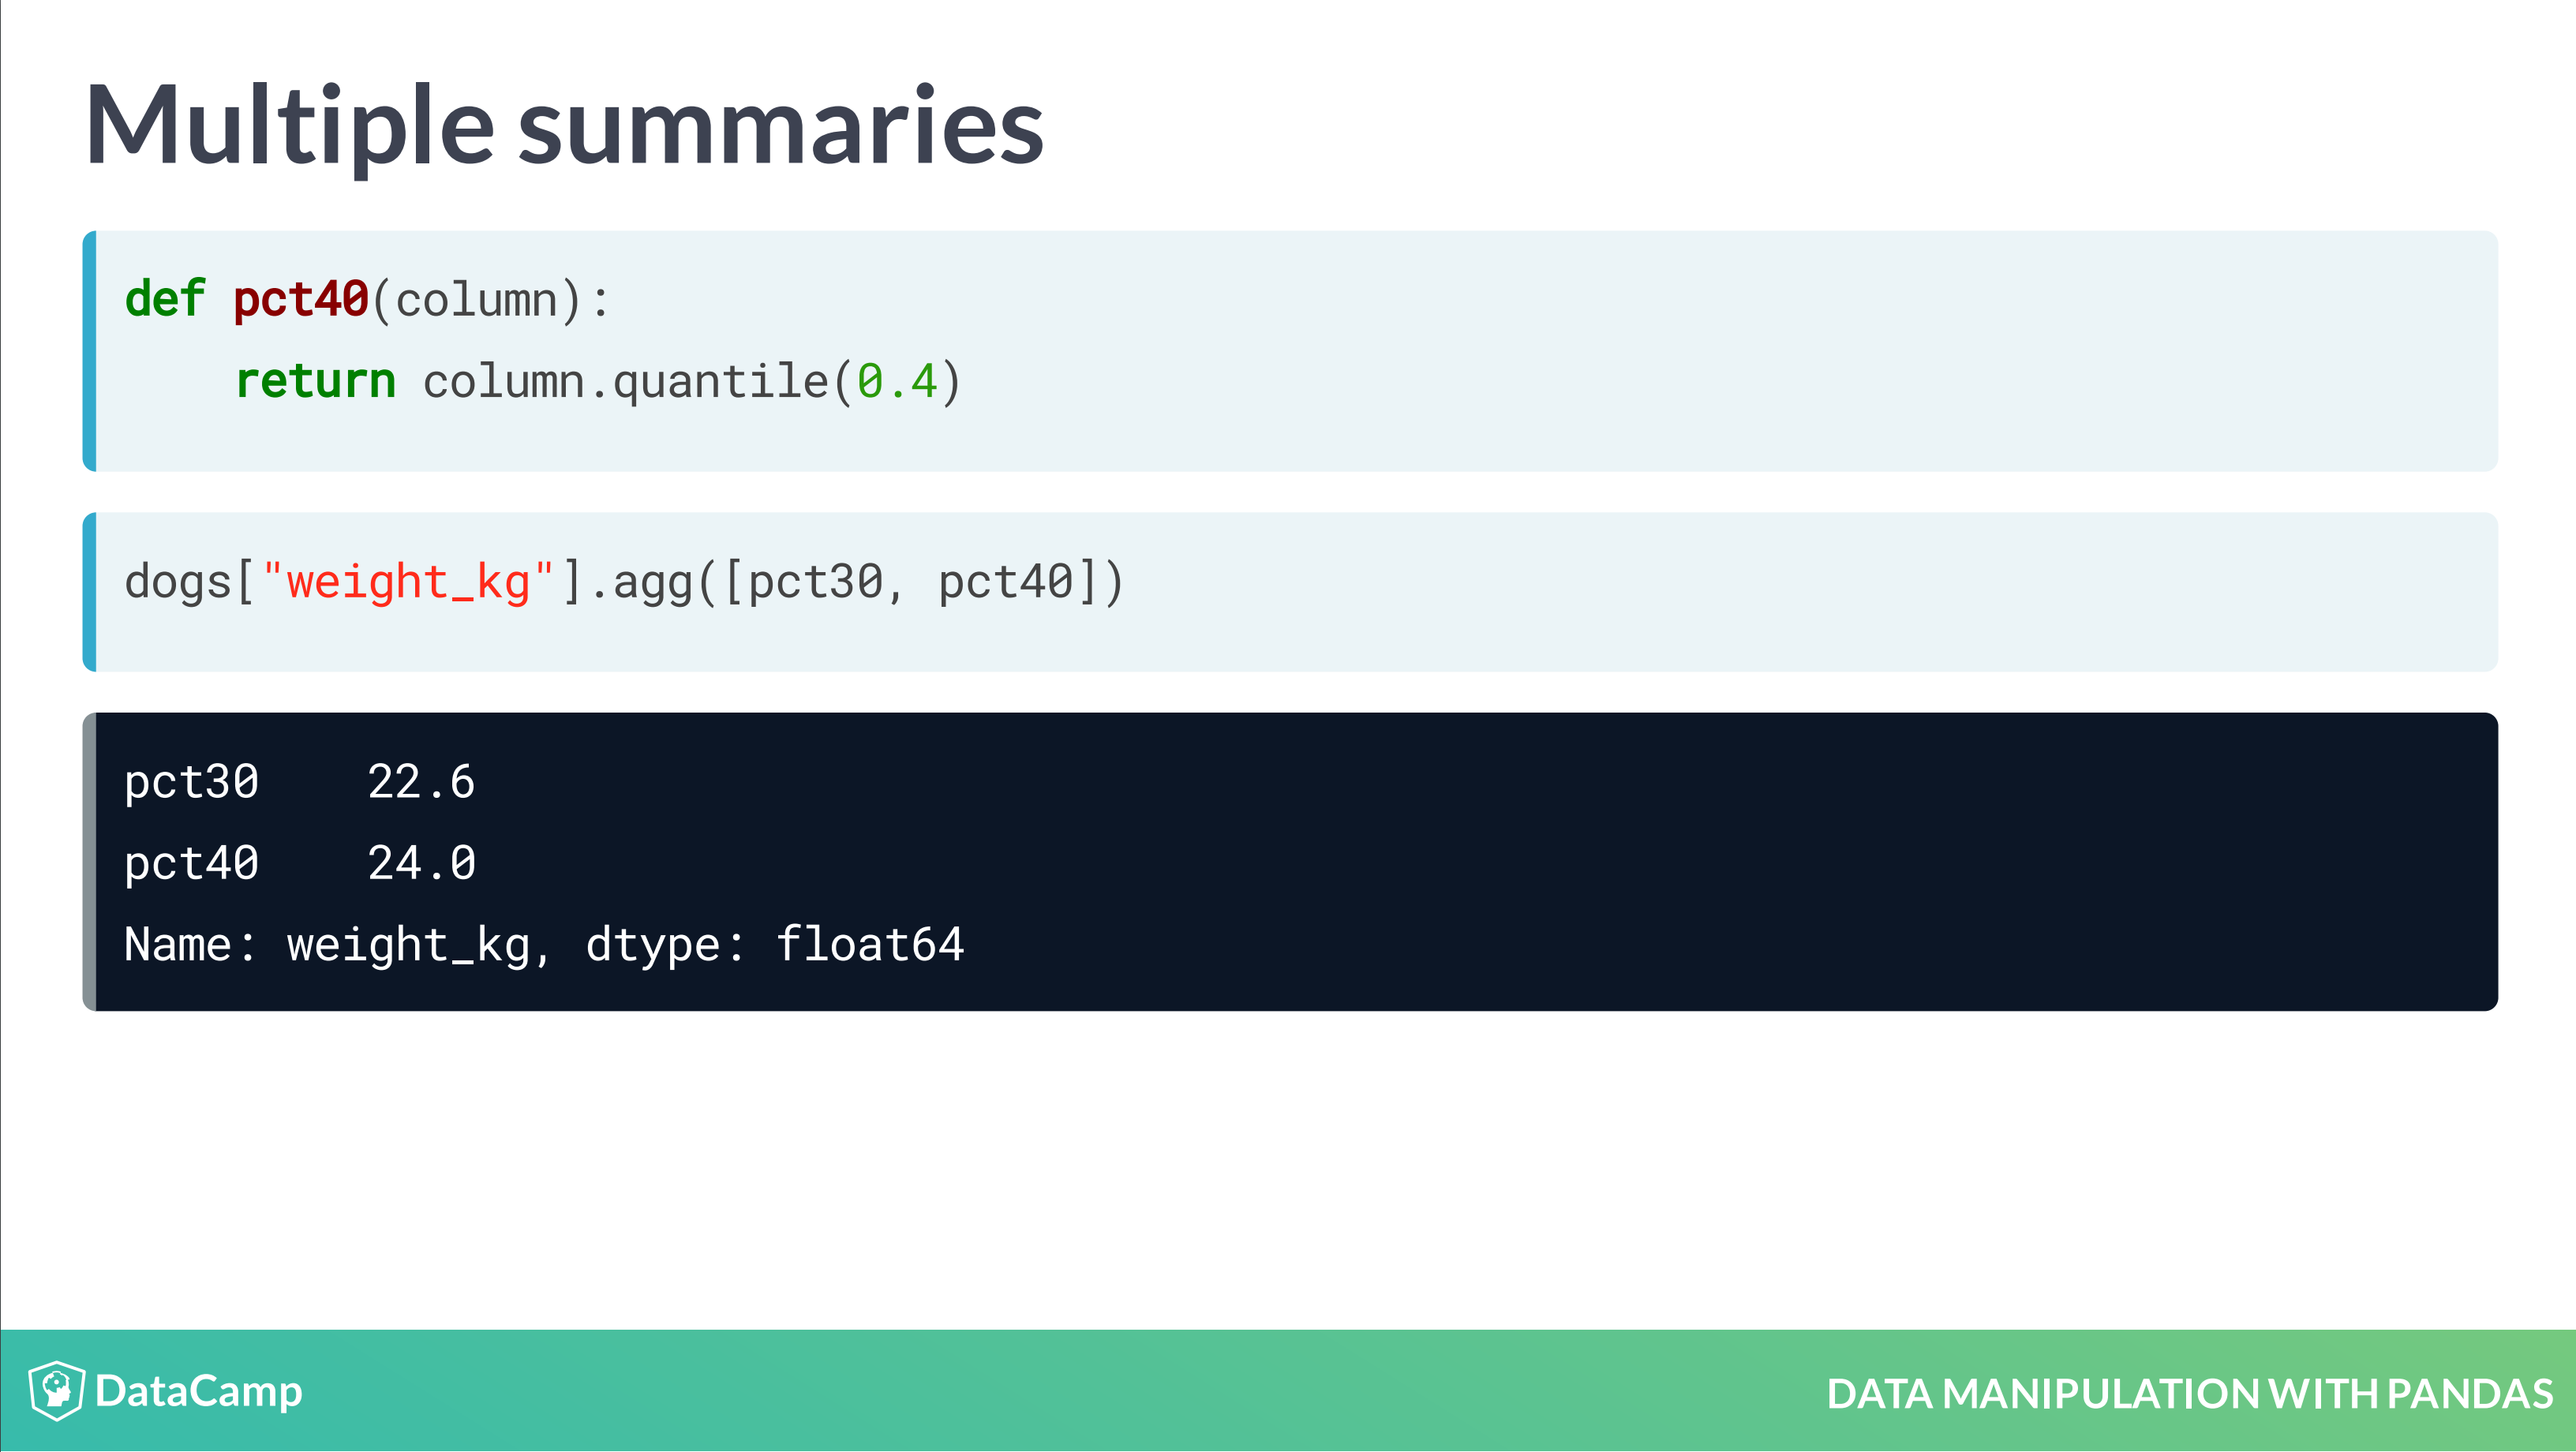 Multiple summaries
def pct40(column):
    return column.quantile(0.4)
dogs["weight_kg"].agg([pct30, pct40])
pct30    22.6
pct40    24.0
Name: weight_kg, dtype: float64
DataCamp
DATA MANIPULATION WITH PANDAS